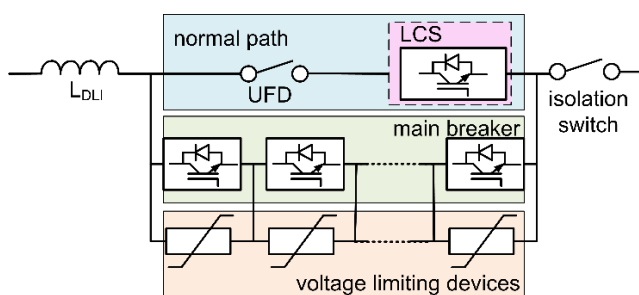 normal path
LCS
L_DLI
UFD
isolation
switch
main breaker
voltage limiting devices